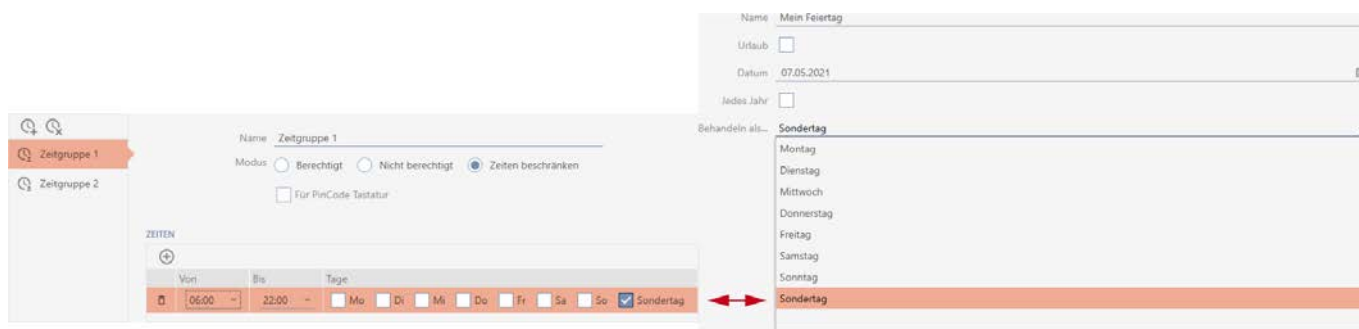 Zeitgruppe 1
Zeitgruppe 2
Name Zeitgruppe 1
Modus Berechtigt Nicht berechtigt Zeiten beschränken
Für PinCode Tastatur
ZEITEN
Von Bis Tage
06:00 22:00 Mo Di Mi Do Fr Sa So Sondertag
Name Mein Feiertag
Urlaub
Datum 07.05.2021
Jedes Jahr
Behandeln als... Sondertag
Montag
Dienstag
Mittwoch
Donnerstag
Freitag
Samstag
Sonntag
Sondertag